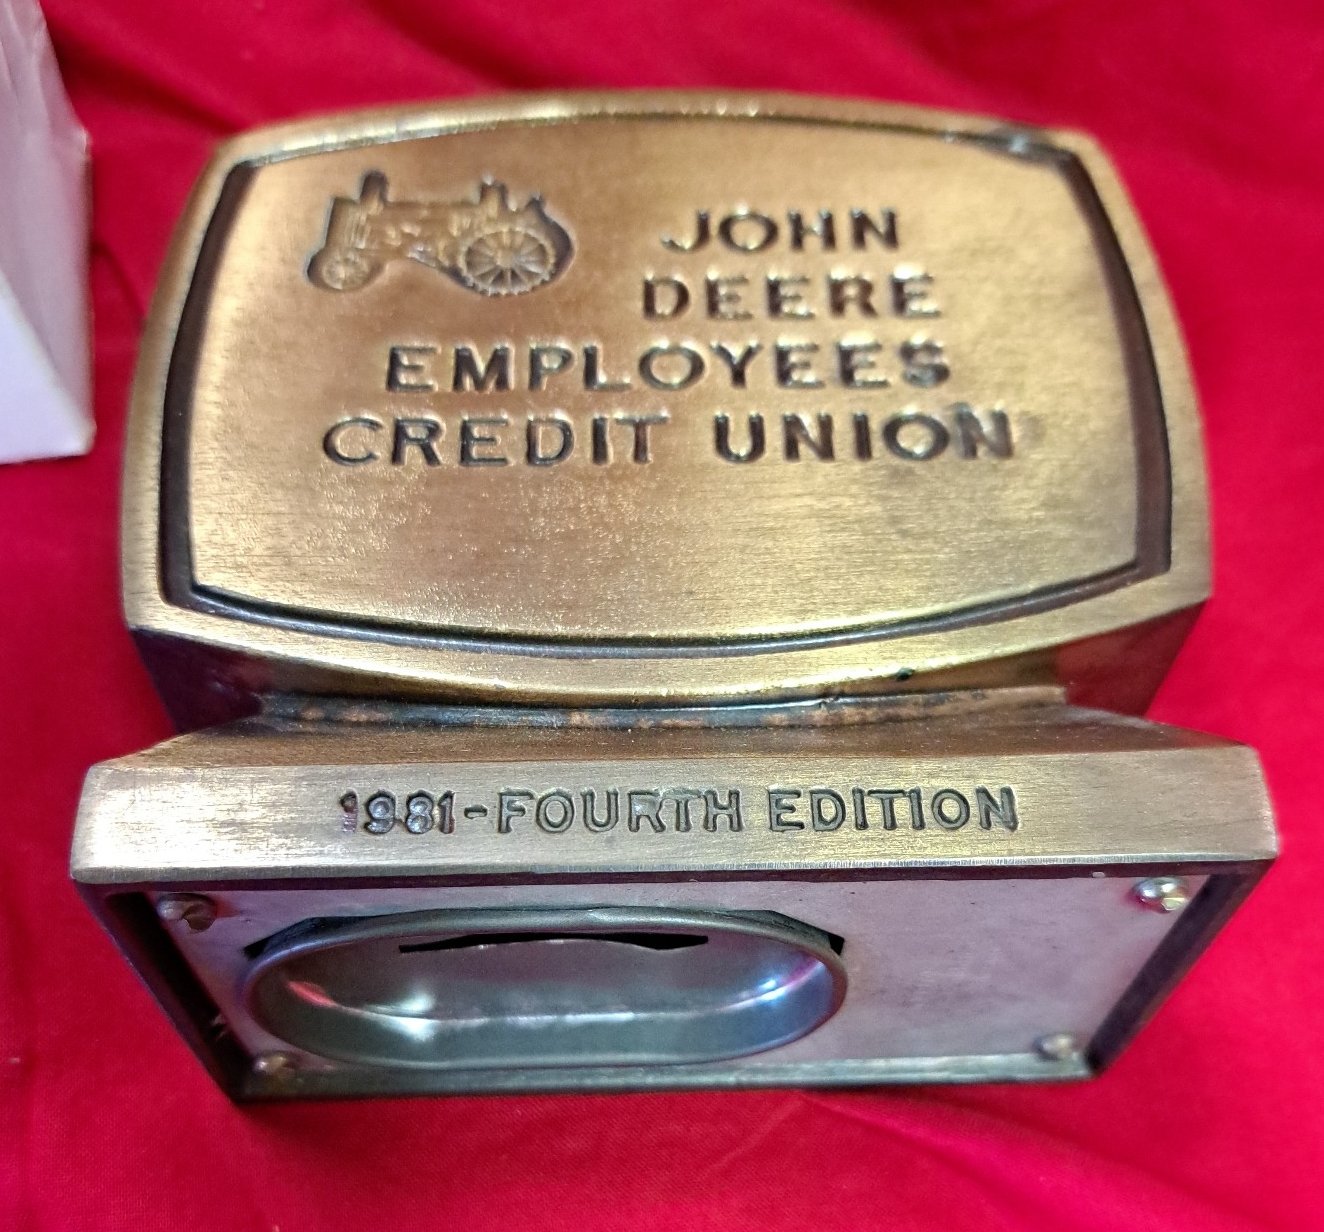 JOHN
DEERE
EMPLOYEES
CREDIT UNION
1981-FOURTH EDITION